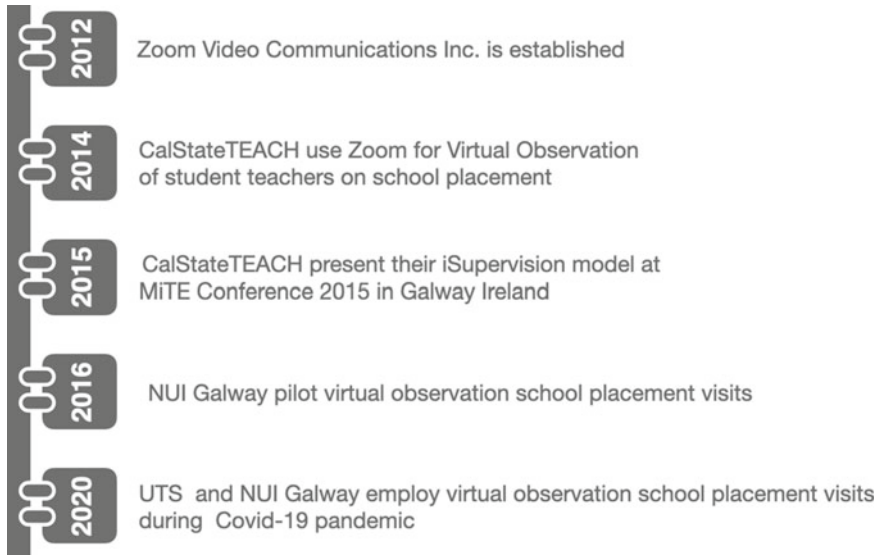 2012
Zoom Video Communications Inc. is established
2014
CalStateTEACH use Zoom for Virtual Observation
of student teachers on school placement
2015
CalStateTEACH present their iSupervision model at
MiTE Conference 2015 in Galway Ireland
2016
NUI Galway pilot virtual observation school placement visits
2020
UTS and NUI Galway employ virtual observation school placement visits
during Covid-19 pandemic